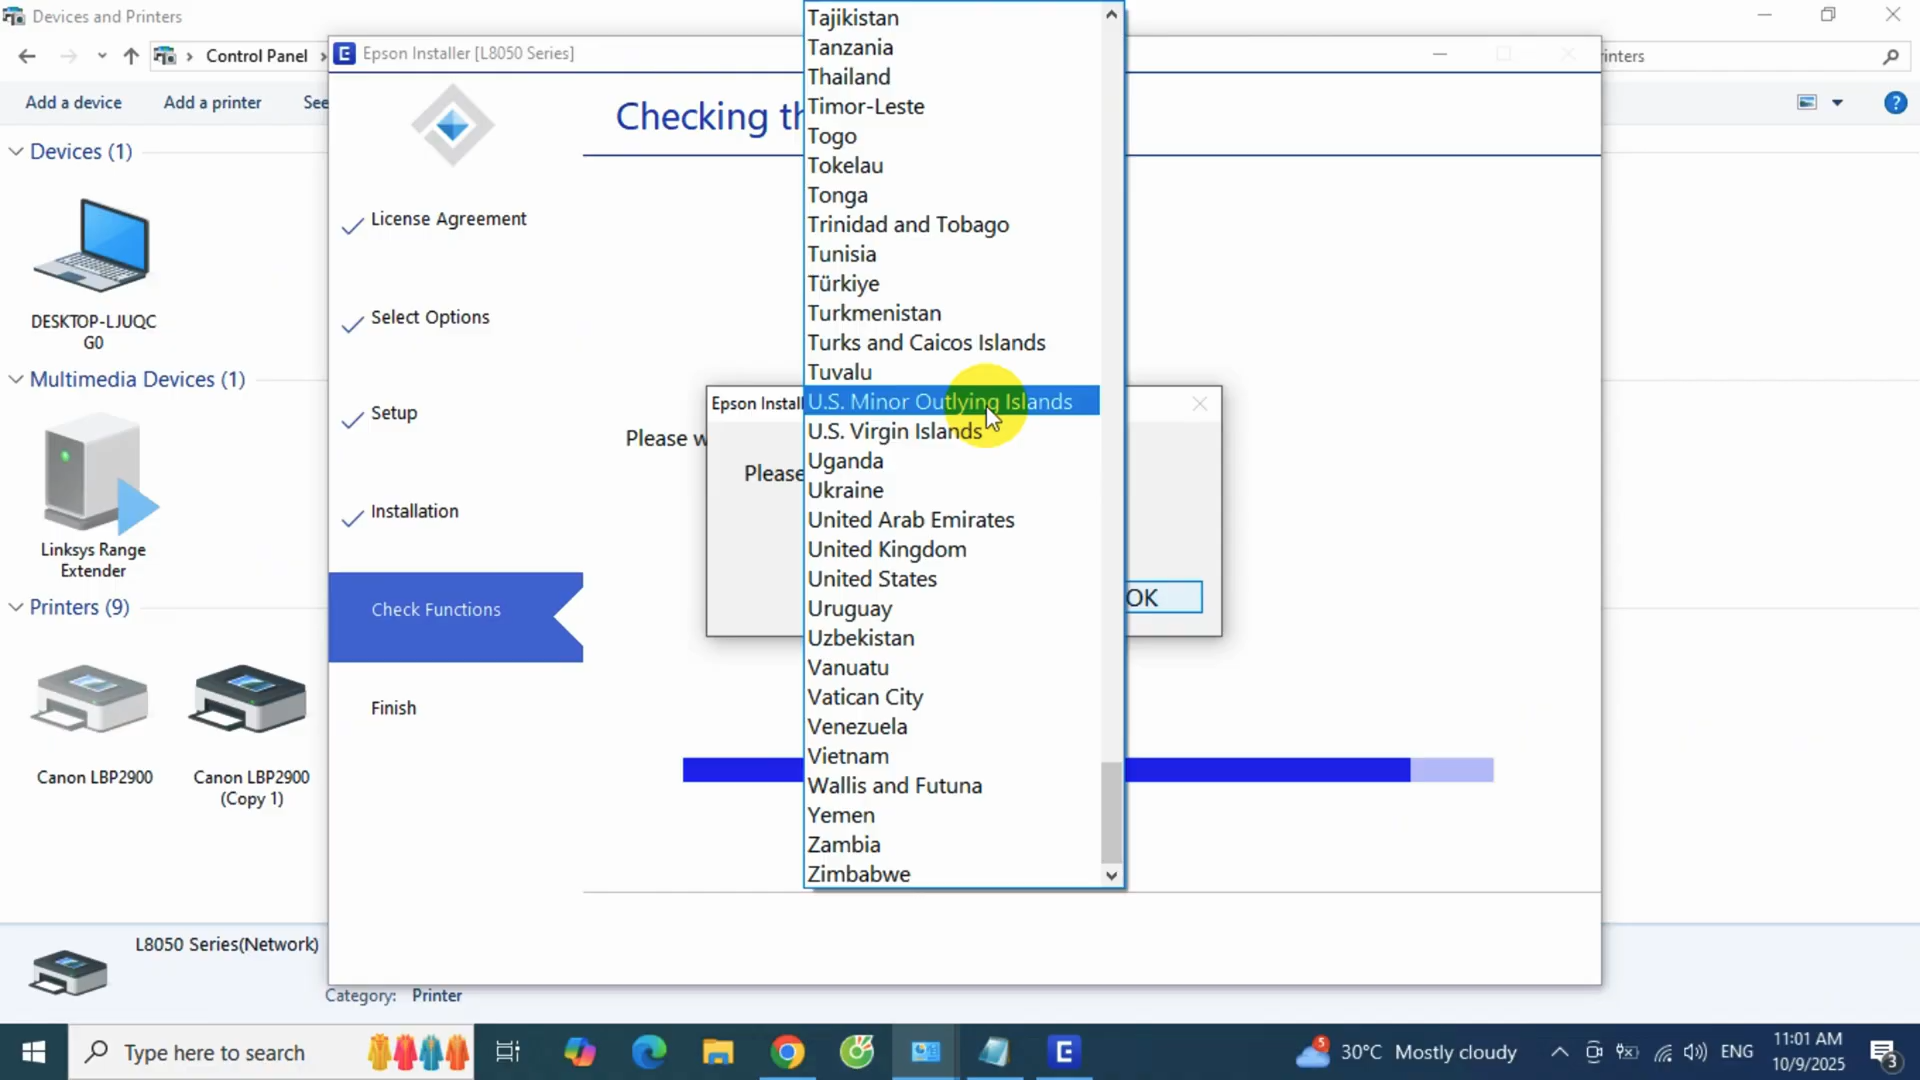 Devices and Printers
Control Panel
inters
Add a device
Add a printer
See
Devices (1)
DESKTOP-LJUQC
G0
Multimedia Devices (1)
Linksys Range
Extender
Printers (9)
Canon LBP2900
Canon LBP2900
(Copy 1)
L8050 Series(Network)
Category:
Printer
Epson Installer [L8050 Series]
Checking th
License Agreement
Select Options
Setup
Installation
Check Functions
Finish
Please w
Epson Install
Please
OK
Tajikistan
Tanzania
Thailand
Timor-Leste
Togo
Tokelau
Tonga
Trinidad and Tobago
Tunisia
Türkiye
Turkmenistan
Turks and Caicos Islands
Tuvalu
U.S. Minor Outlying Islands
U.S. Virgin Islands
Uganda
Ukraine
United Arab Emirates
United Kingdom
United States
Uruguay
Uzbekistan
Vanuatu
Vatican City
Venezuela
Vietnam
Wallis and Futuna
Yemen
Zambia
Zimbabwe
Type here to search
5
30°C Mostly cloudy
ENG
11:01 AM
10/9/2025
3